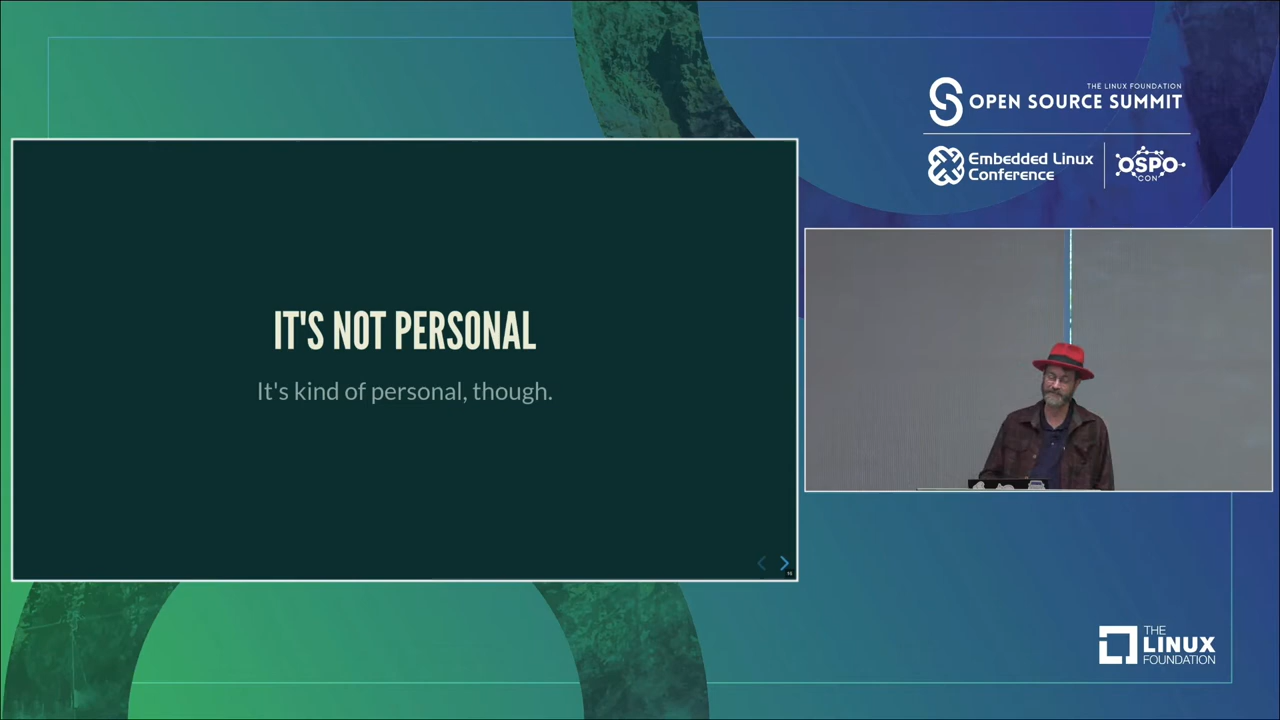 THE LINUX FOUNDATION
OPEN SOURCE SUMMIT
Embedded Linux
Conference
OSPO
CON
IT'S NOT PERSONAL
It's kind of personal, though.
THE
LINUX
FOUNDATION